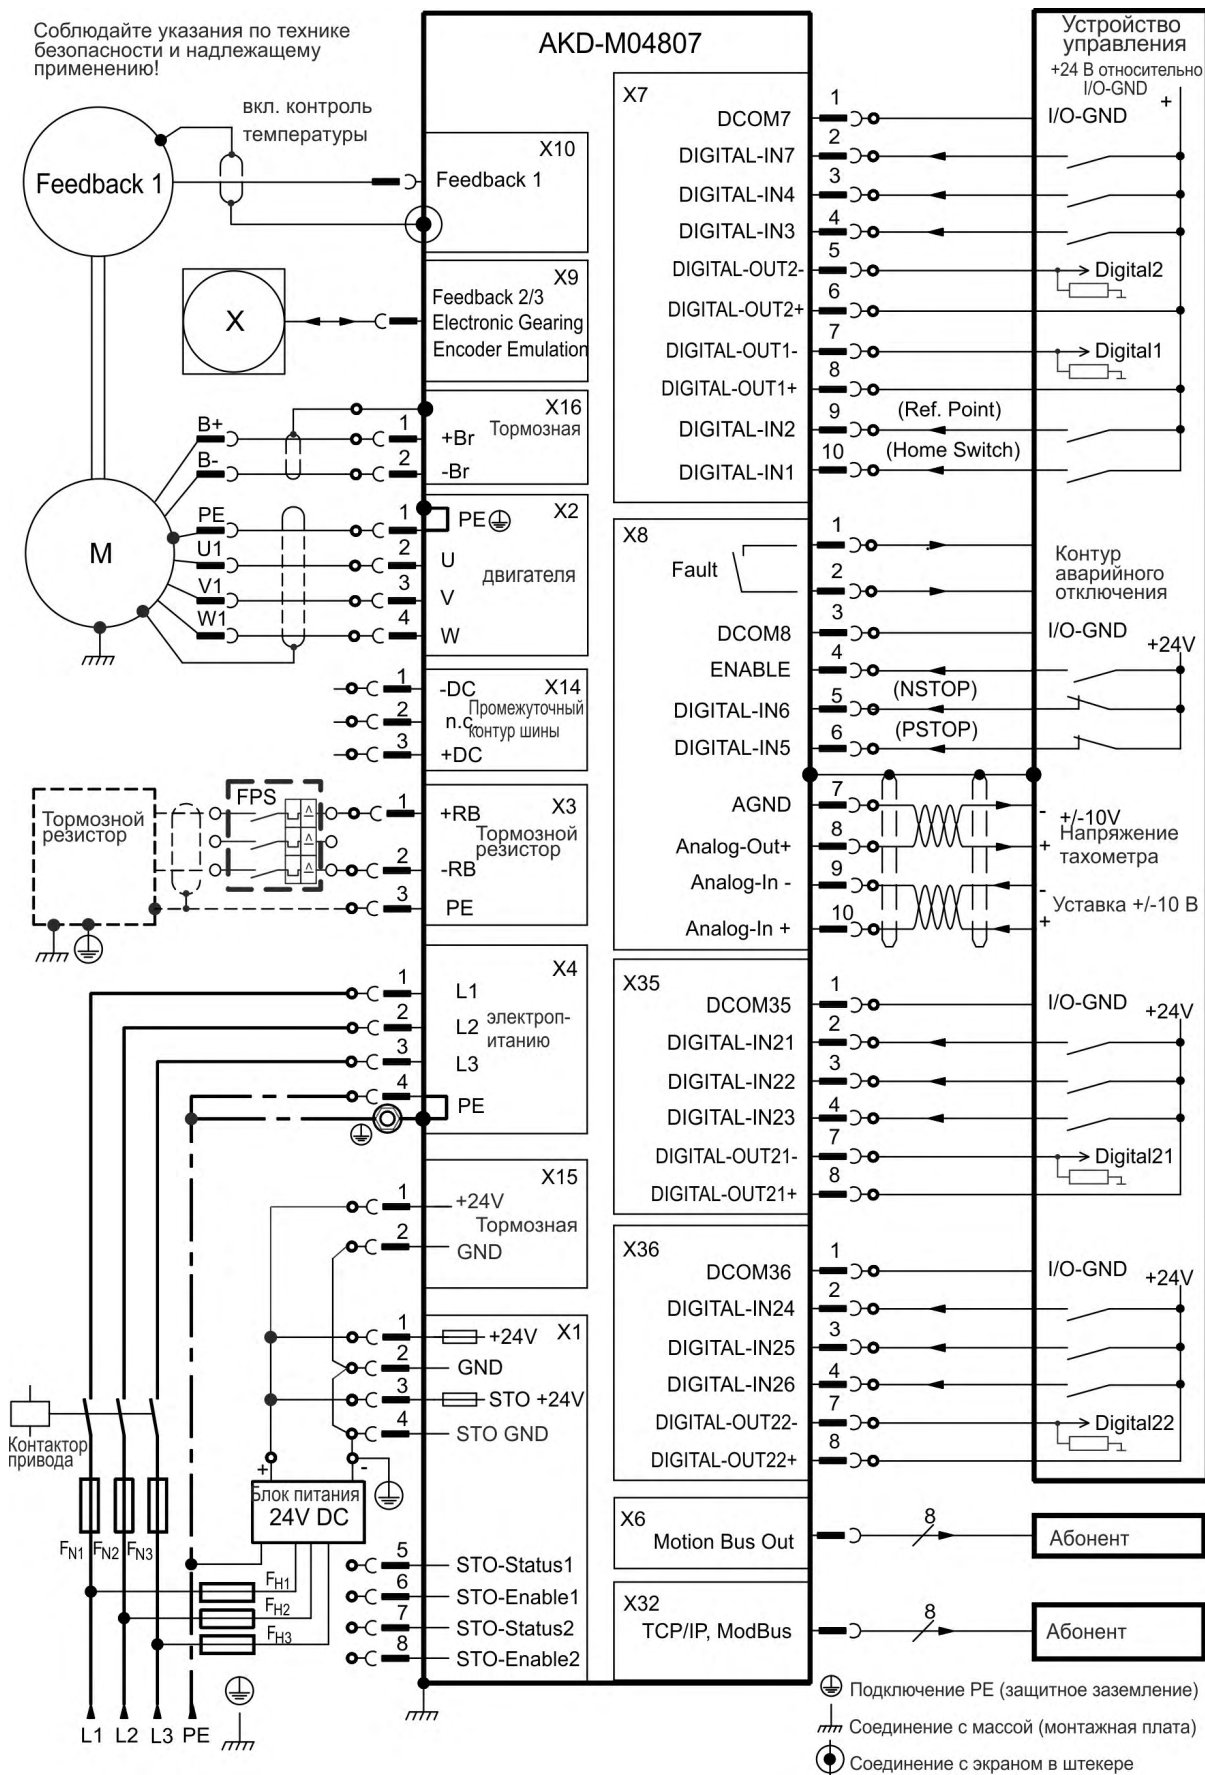 Соблюдайте указания по технике
безопасности и надлежащему
применению!
AKD-M04807
Устройство
управления
+24 В относительно
I/O-GND
+
вкл. контроль
температуры
Feedback 1
X10
Feedback 1
X
X9
Feedback 2/3
Electronic Gearing
Encoder Emulation
X16
Тормозная
B+
1
+Br
B-
2
-Br
M
X2
двигателя
PE
1
PE
U1
2
U
V1
3
V
W1
4
W
X14
Промежуточный
контур шины
1
-DC
2
n.c.
3
+DC
Тормозной
резистор
FPS
X3
Тормозной
резистор
1
+RB
2
-RB
3
PE
X4
электроп-
итанию
1
L1
2
L2
3
L3
4
PE
X15
Тормозная
1
+24V
2
GND
X1
1
+24V
2
GND
3
STO +24V
4
STO GND
Контактор
привода
+
-
Блок питания
24V DC
FN1
FN2
FN3
FH1
FH2
FH3
5
STO-Status1
6
STO-Enable1
7
STO-Status2
8
STO-Enable2
L1
L2
L3
PE
X7
DCOM7
1
I/O-GND
DIGITAL-IN7
2
DIGITAL-IN4
3
DIGITAL-IN3
4
DIGITAL-OUT2-
5
Digital2
DIGITAL-OUT2+
6
DIGITAL-OUT1-
7
Digital1
DIGITAL-OUT1+
8
DIGITAL-IN2
9
(Ref. Point)
DIGITAL-IN1
10
(Home Switch)
X8
Fault
1
2
Контур
аварийного
отключения
DCOM8
3
I/O-GND
+24V
ENABLE
4
DIGITAL-IN6
5
(NSTOP)
DIGITAL-IN5
6
(PSTOP)
AGND
7
-
+/-10V
Напряжение
тахометра
Analog-Out+
8
+
Analog-In -
9
-
Уставка +/-10 В
Analog-In +
10
+
X35
DCOM35
1
I/O-GND
+24V
DIGITAL-IN21
2
DIGITAL-IN22
3
DIGITAL-IN23
4
DIGITAL-OUT21-
7
Digital21
DIGITAL-OUT21+
8
X36
DCOM36
1
I/O-GND
+24V
DIGITAL-IN24
2
DIGITAL-IN25
3
DIGITAL-IN26
4
DIGITAL-OUT22-
7
Digital22
DIGITAL-OUT22+
8
X6
Motion Bus Out
8
Абонент
X32
TCP/IP, ModBus
8
Абонент
Подключение PE (защитное заземление)
Соединение с массой (монтажная плата)
Соединение с экраном в штекере